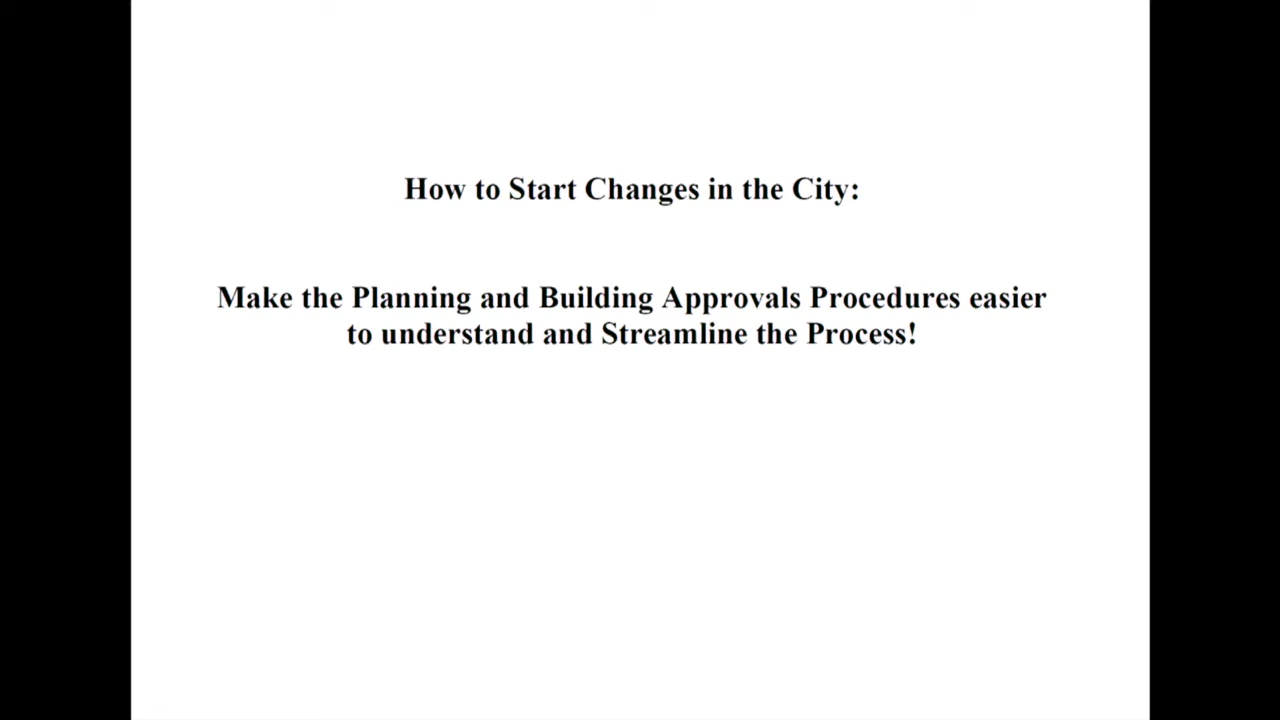 How to Start Changes in the City:
Make the Planning and Building Approvals Procedures easier
to understand and Streamline the Process!